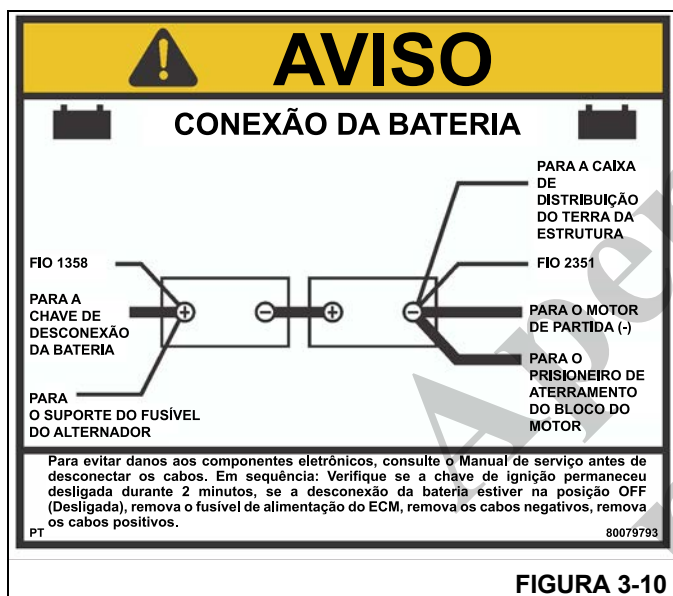 AVISO
CONEXÃO DA BATERIA
PARA A CAIXA
DE
DISTRIBUIÇÃO
DO TERRA DA
ESTRUTURA
FIO 1358
FIO 2351
PARA A
CHAVE DE
DESCONEXÃO
DA BATERIA
PARA O MOTOR
DE PARTIDA (-)
PARA O
PRISIONEIRO DE
ATERRAMENTO
DO BLOCO DO
MOTOR
PARA
O SUPORTE DO FUSÍVEL
DO ALTERNADOR
Para evitar danos aos componentes eletrônicos, consulte o Manual de serviço antes de
desconectar os cabos. Em sequência: Verifique se a chave de ignição permaneceu
desligada durante 2 minutos, se a desconexão da bateria estiver na posição OFF
(Desligada), remova o fusível de alimentação do ECM, remova os cabos negativos, remova
os cabos positivos.
PT 80079793
FIGURA 3-10